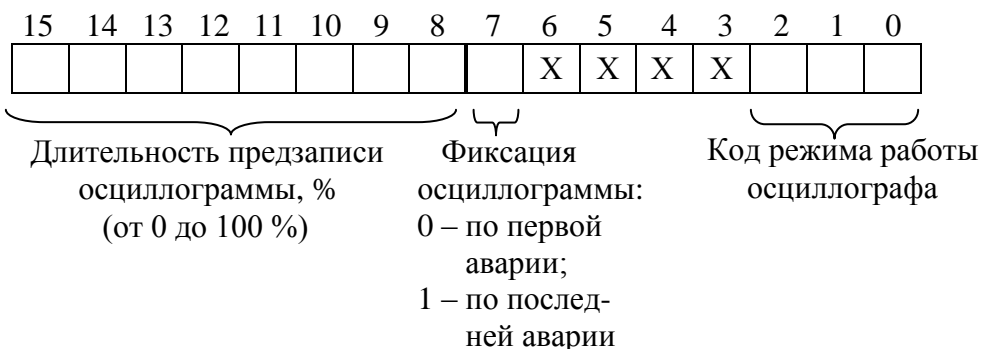 15 14 13 12 11 10 9 8 7 6 5 4 3 2 1 0
X X X X
Длительность предзаписи
осциллограммы, %
(от 0 до 100 %)
Фиксация
осциллограммы:
0 – по первой
аварии;
1 – по послед-
ней аварии
Код режима работы
осциллографа